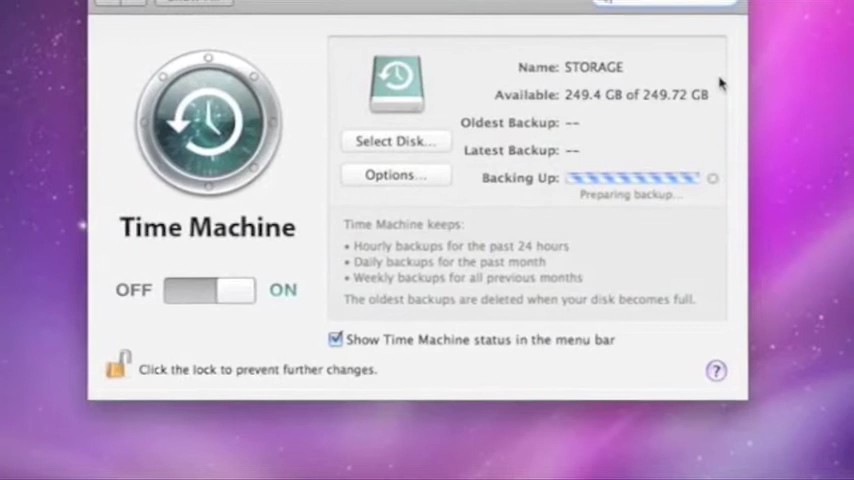 Name: STORAGE
Available: 249.4 GB of 249.72 GB
Oldest Backup: --
Select Disk...
Latest Backup: --
Options...
Backing Up:
Preparing backup...
Time Machine
Time Machine keeps:
• Hourly backups for the past 24 hours
• Daily backups for the past month
• Weekly backups for all previous months
The oldest backups are deleted when your disk becomes full.
OFF ON
Show Time Machine status in the menu bar
Click the lock to prevent further changes.
?